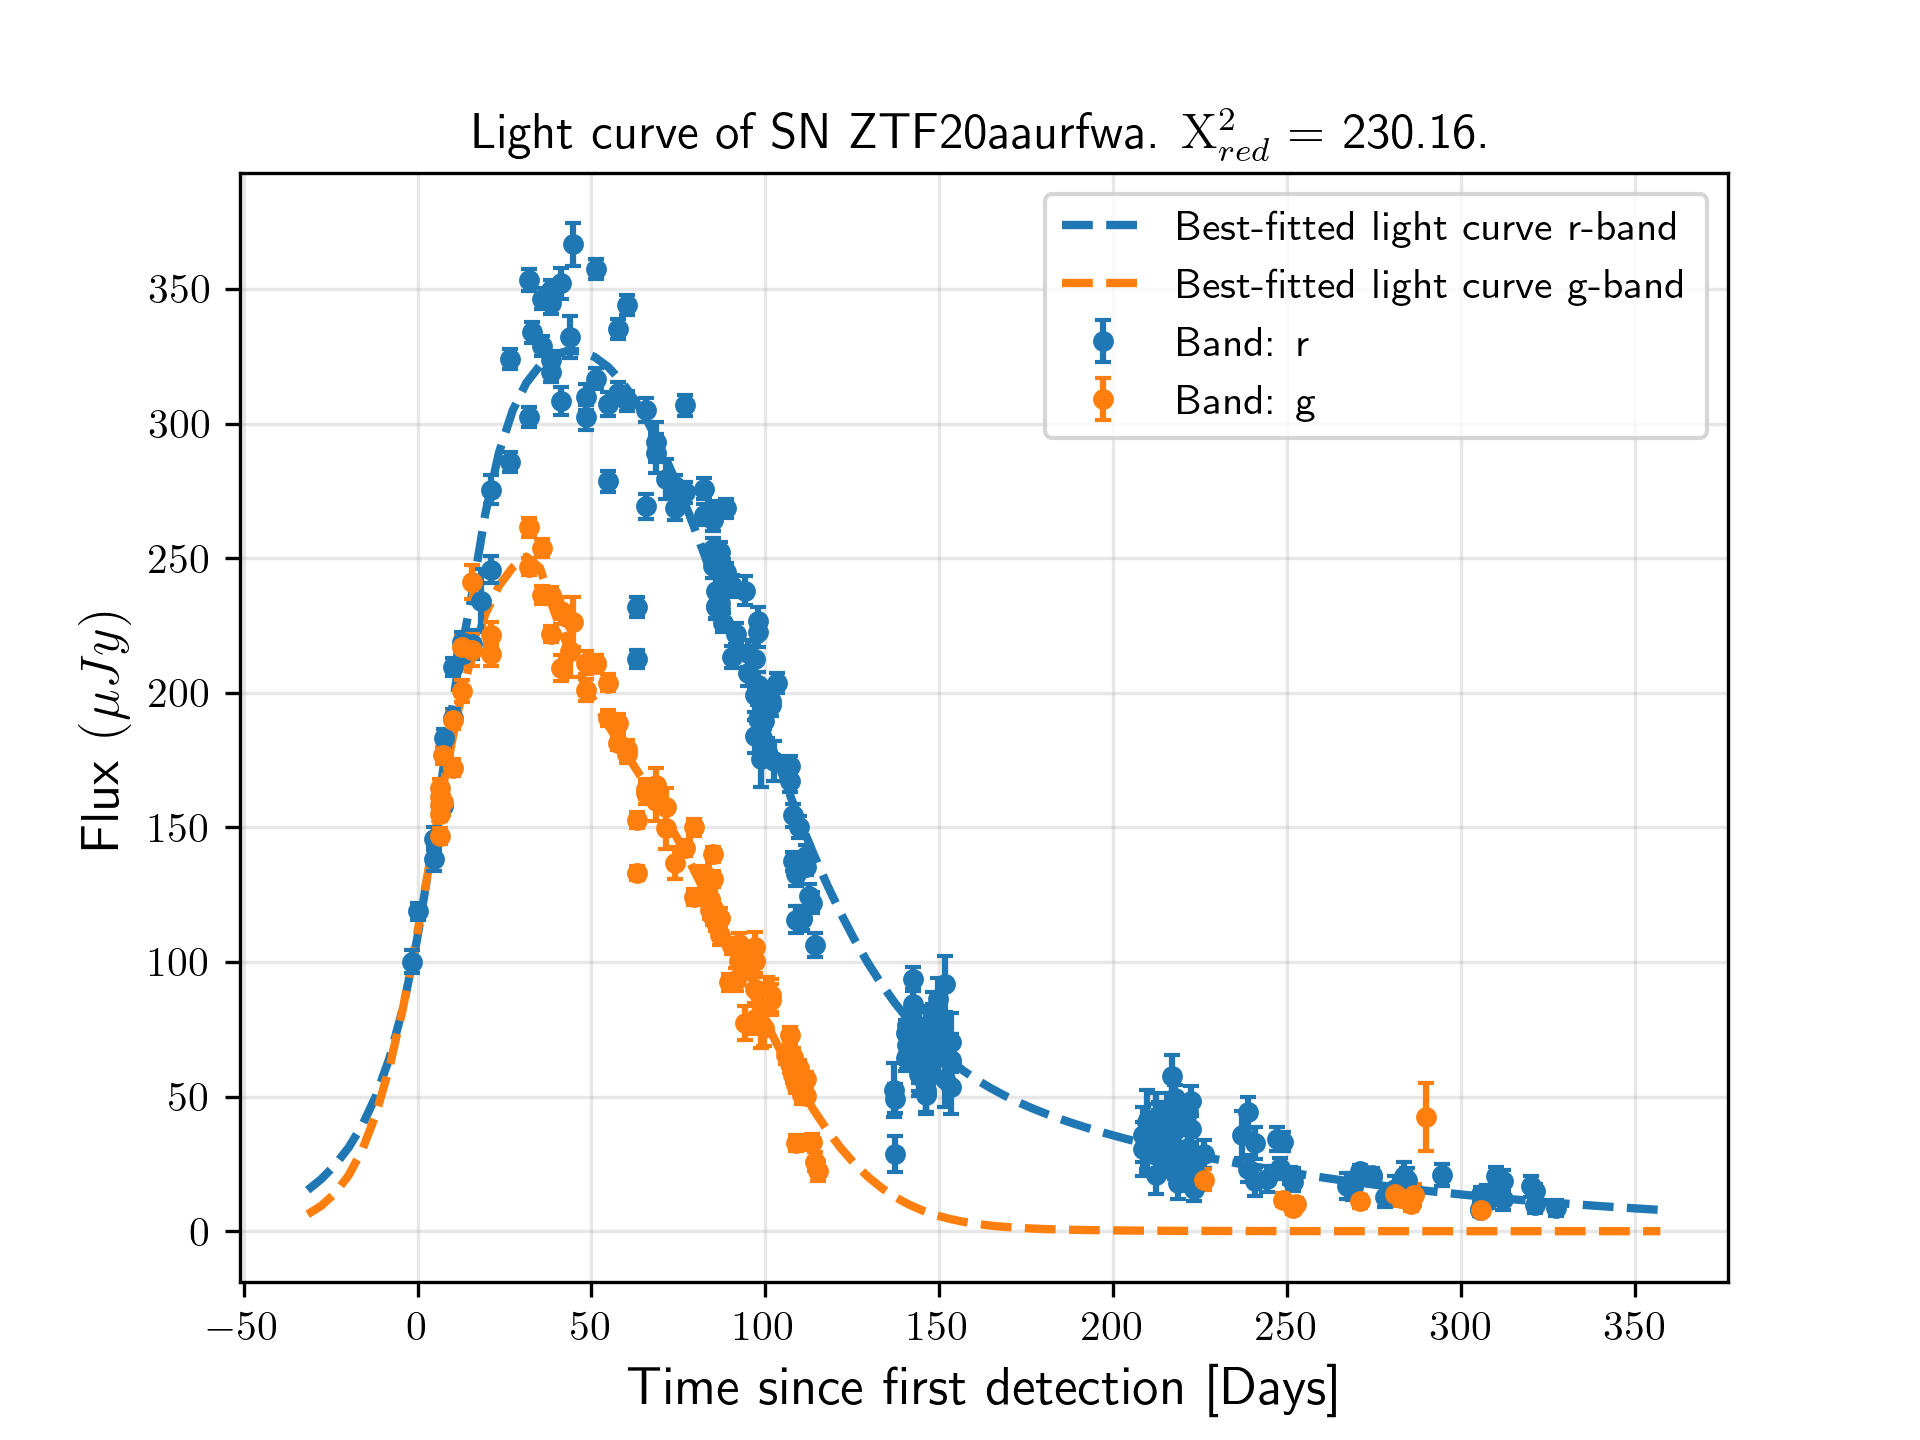 Light curve of SN ZTF20aaurfwa. X²_red = 230.16.
Best-fitted light curve r-band
Best-fitted light curve g-band
Band: r
Band: g
Flux (μJy)
350
300
250
200
150
100
50
0
−50 0 50 100 150 200 250 300 350
Time since first detection [Days]